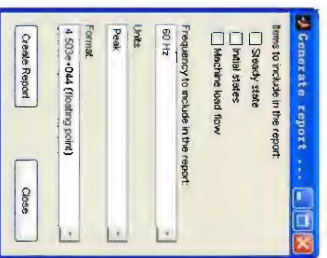 Generate report ...
Items to include in the report:
Steady state
Initial states
Machine load flow
Frequency to include in the report:
60 Hz
Units
Peak
Format
4.503e+044 (floating point)
Create Report
Close